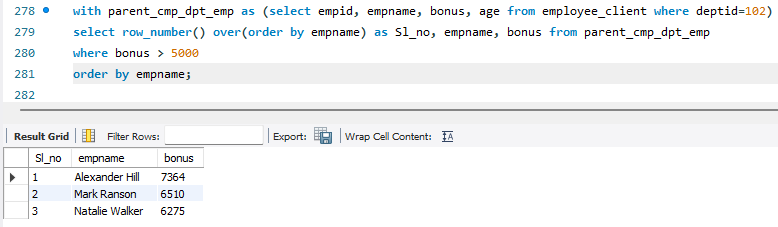 278 with parent_cmp_dpt_emp as (select empid, empname, bonus, age from employee_client where deptid=102)
279 select row_number() over(order by empname) as Sl_no, empname, bonus from parent_cmp_dpt_emp
280 where bonus > 5000
281 order by empname;
282
Result Grid Filter Rows: Export: Wrap Cell Content: IA
Sl_no empname bonus
1 Alexander Hill 7364
2 Mark Ranson 6510
3 Natalie Walker 6275